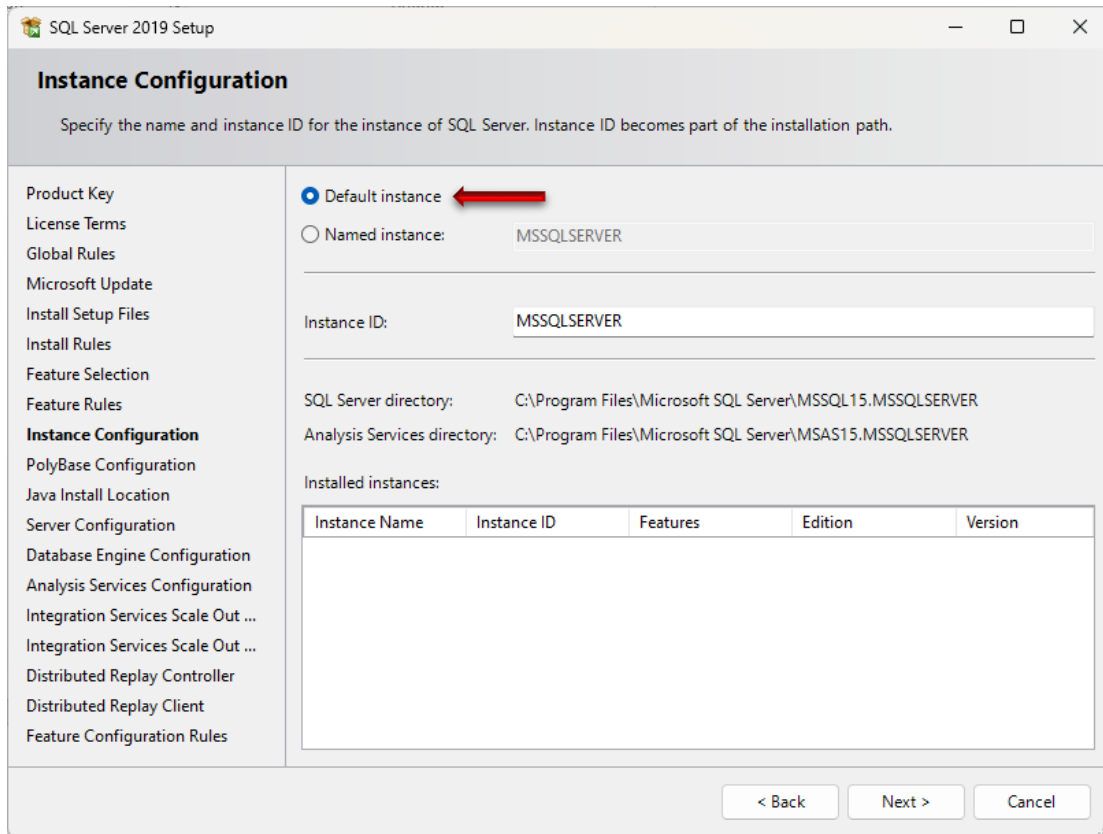 SQL Server 2019 Setup
Instance Configuration
Specify the name and instance ID for the instance of SQL Server. Instance ID becomes part of the installation path.
Product Key
License Terms
Global Rules
Microsoft Update
Install Setup Files
Install Rules
Feature Selection
Feature Rules
Instance Configuration
PolyBase Configuration
Java Install Location
Server Configuration
Database Engine Configuration
Analysis Services Configuration
Integration Services Scale Out ...
Integration Services Scale Out ...
Distributed Replay Controller
Distributed Replay Client
Feature Configuration Rules
Default instance
Named instance: MSSQLSERVER
Instance ID: MSSQLSERVER
SQL Server directory: C:\Program Files\Microsoft SQL Server\MSSQL15.MSSQLSERVER
Analysis Services directory: C:\Program Files\Microsoft SQL Server\MSAS15.MSSQLSERVER
Installed instances:
Instance Name Instance ID Features Edition Version
< Back Next > Cancel